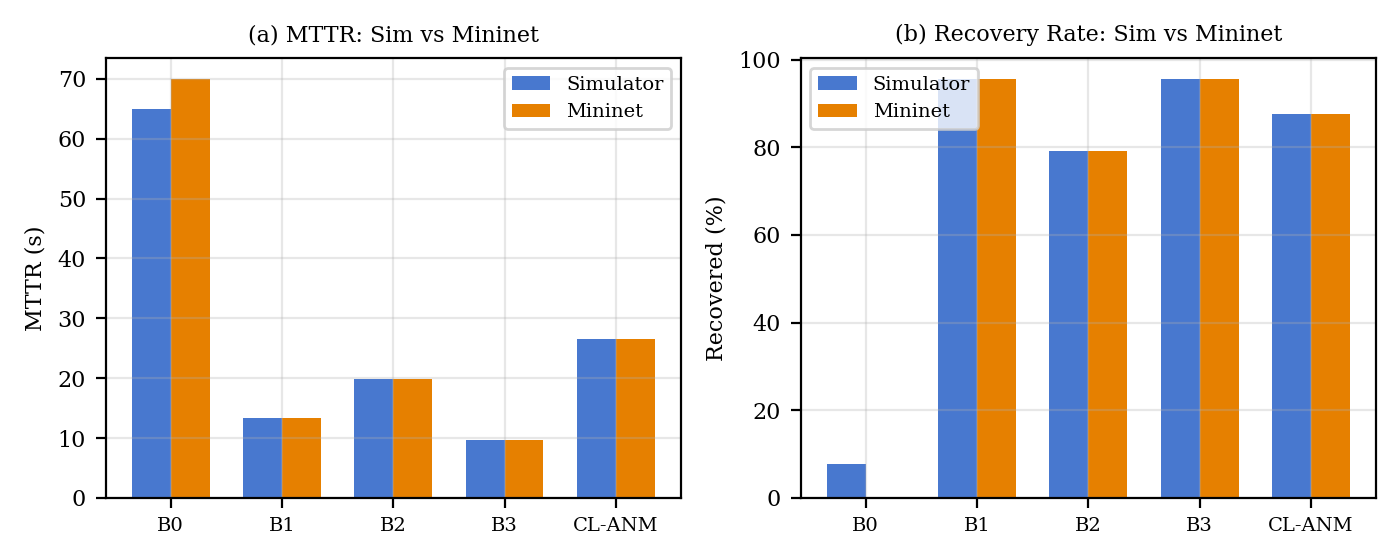 (a) MTTR: Sim vs Mininet
MTTR (s)
70
60
50
40
30
20
10
0
Simulator
Mininet
B0 B1 B2 B3 CL-ANM
(b) Recovery Rate: Sim vs Mininet
Recovered (%)
100
80
60
40
20
0
Simulator
Mininet
B0 B1 B2 B3 CL-ANM